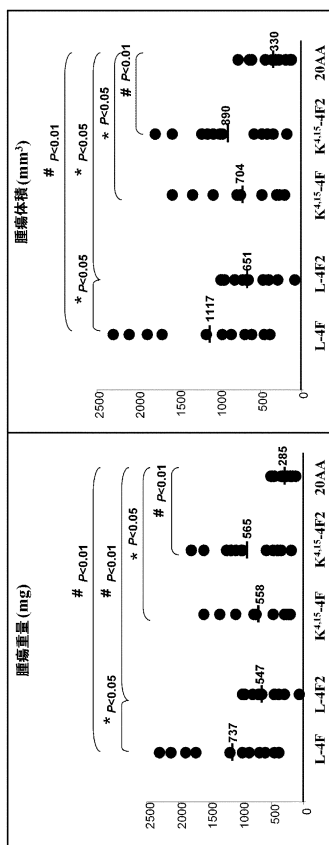 腫瘍重量 (mg)
# P<0.01
# P<0.01
* P<0.05
* P<0.05
# P<0.01
2500
2000
1500
1000
500
0
737
547
558
565
285
L-4F
L-4F2
K4,15-4F
K4,15-4F2
20AA
腫瘍体積 (mm³)
# P<0.01
* P<0.05
* P<0.05
* P<0.05
# P<0.01
2500
2000
1500
1000
500
0
1117
651
704
890
330
L-4F
L-4F2
K4,15-4F
K4,15-4F2
20AA